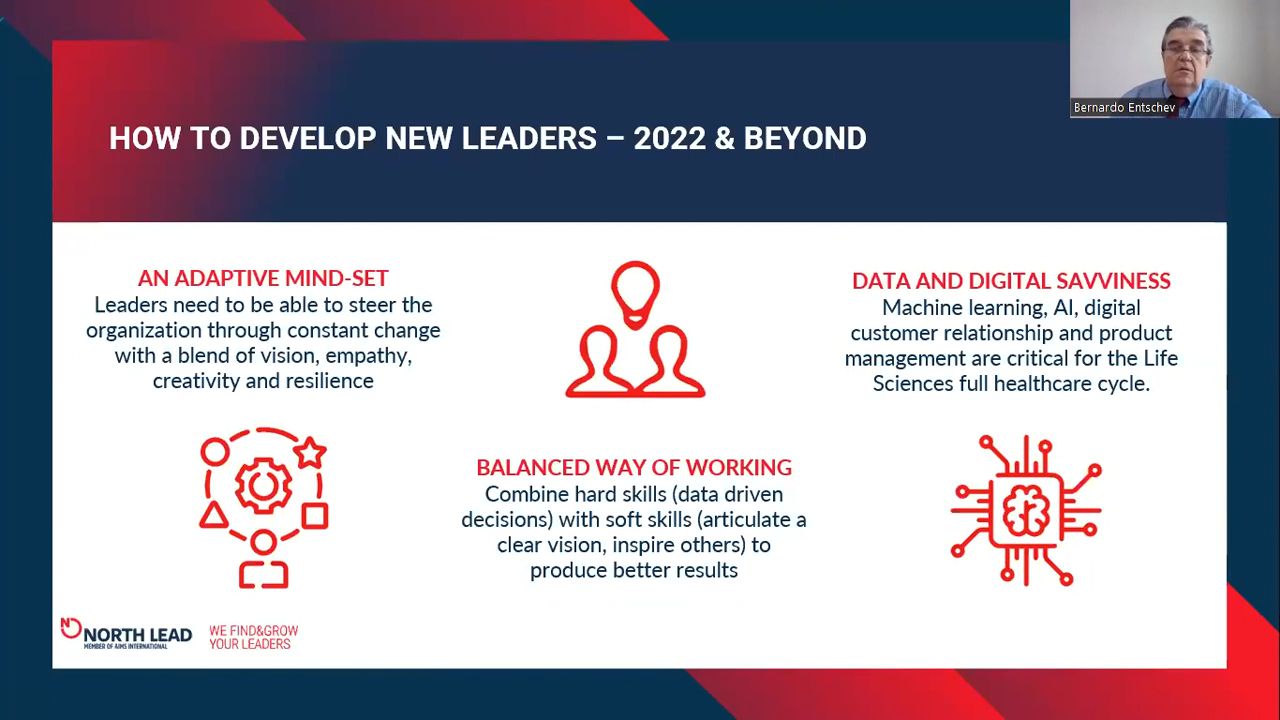 Bernardo Entschev
HOW TO DEVELOP NEW LEADERS – 2022 & BEYOND
AN ADAPTIVE MIND-SET
Leaders need to be able to steer the
organization through constant change
with a blend of vision, empathy,
creativity and resilience
BALANCED WAY OF WORKING
Combine hard skills (data driven
decisions) with soft skills (articulate a
clear vision, inspire others) to
produce better results
DATA AND DIGITAL SAVVINESS
Machine learning, AI, digital
customer relationship and product
management are critical for the Life
Sciences full healthcare cycle.
NORTH LEAD
MEMBER OF AIMS INTERNATIONAL
WE FIND&GROW
YOUR LEADERS